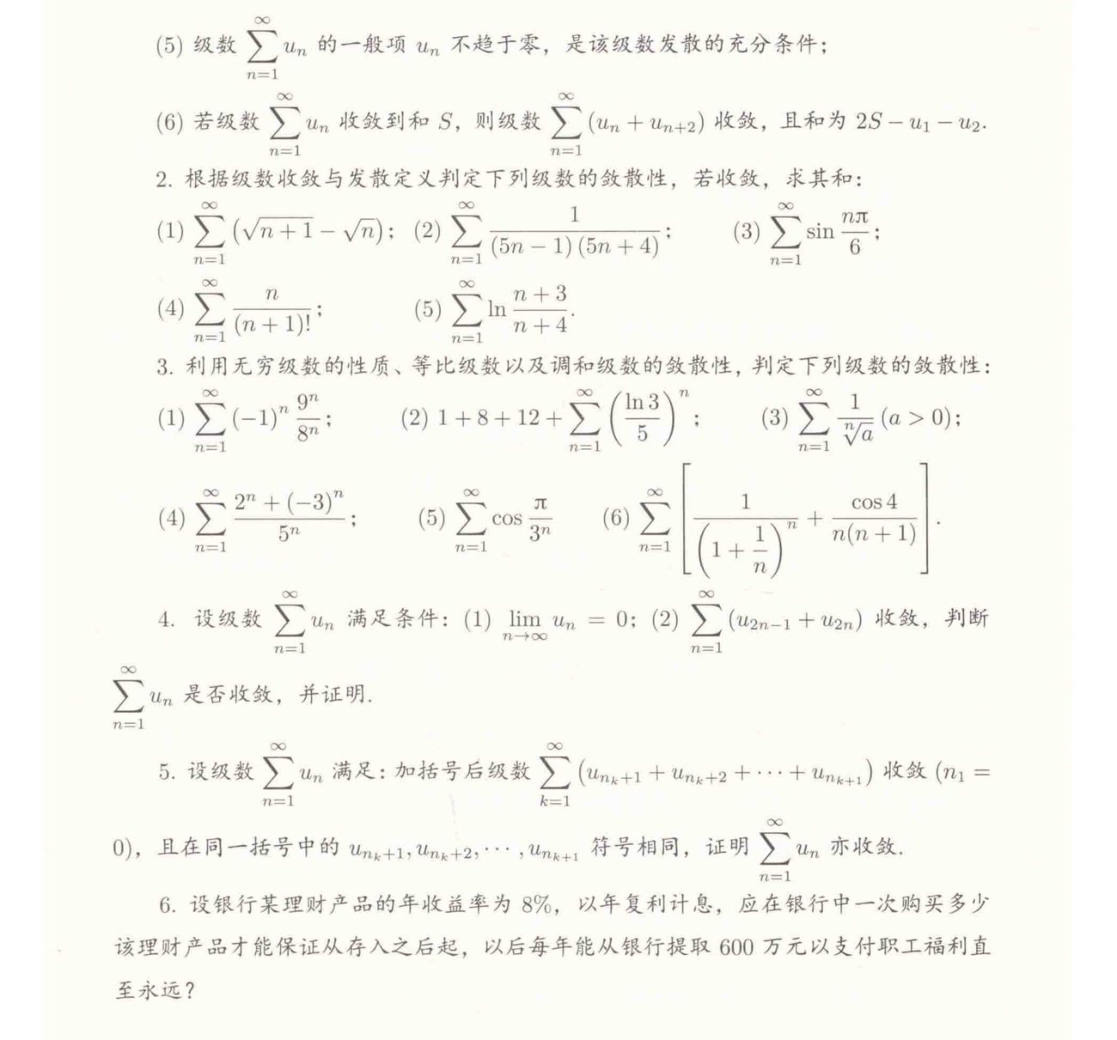 (5) 级数 $\sum_{n=1}^{\infty} u_n$ 的一般项 $u_n$ 不趋于零，是该级数发散的充分条件；
(6) 若级数 $\sum_{n=1}^{\infty} u_n$ 收敛到和 $S$，则级数 $\sum_{n=1}^{\infty} (u_n + u_{n+2})$ 收敛，且和为 $2S - u_1 - u_2$.
2. 根据级数收敛与发散定义判定下列级数的敛散性，若收敛，求其和：
(1) $\sum_{n=1}^{\infty} (\sqrt{n+1} - \sqrt{n})$； (2) $\sum_{n=1}^{\infty} \frac{1}{(5n-1)(5n+4)}$； (3) $\sum_{n=1}^{\infty} \sin \frac{n\pi}{6}$；
(4) $\sum_{n=1}^{\infty} \frac{n}{(n+1)!}$； (5) $\sum_{n=1}^{\infty} \ln \frac{n+3}{n+4}$.
3. 利用无穷级数的性质、等比级数以及调和级数的敛散性，判定下列级数的敛散性：
(1) $\sum_{n=1}^{\infty} (-1)^n \frac{9^n}{8^n}$； (2) $1 + 8 + 12 + \sum_{n=1}^{\infty} \left(\frac{\ln 3}{5}\right)^n$； (3) $\sum_{n=1}^{\infty} \frac{1}{\sqrt[n]{a}} (a > 0)$；
(4) $\sum_{n=1}^{\infty} \frac{2^n + (-3)^n}{5^n}$； (5) $\sum_{n=1}^{\infty} \cos \frac{\pi}{3^n}$ (6) $\sum_{n=1}^{\infty} \left[\frac{1}{\left(1 + \frac{1}{n}\right)^n} + \frac{\cos 4}{n(n+1)}\right]$.
4. 设级数 $\sum_{n=1}^{\infty} u_n$ 满足条件：(1) $\lim_{n \to \infty} u_n = 0$；(2) $\sum_{n=1}^{\infty} (u_{2n-1} + u_{2n})$ 收敛，判断
$\sum_{n=1}^{\infty} u_n$ 是否收敛，并证明.
5. 设级数 $\sum_{n=1}^{\infty} u_n$ 满足：加括号后级数 $\sum_{k=1}^{\infty} (u_{n_k+1} + u_{n_k+2} + \cdots + u_{n_{k+1}})$ 收敛 $(n_1 =$
$0)$，且在同一括号中的 $u_{n_k+1}, u_{n_k+2}, \cdots, u_{n_{k+1}}$ 符号相同，证明 $\sum_{n=1}^{\infty} u_n$ 亦收敛.
6. 设银行某理财产品的年收益率为 8%，以年复利计息，应在银行中一次购买多少
该理财产品才能保证从存入之后起，以后每年能从银行提取 600 万元以支付职工福利直
至永远？